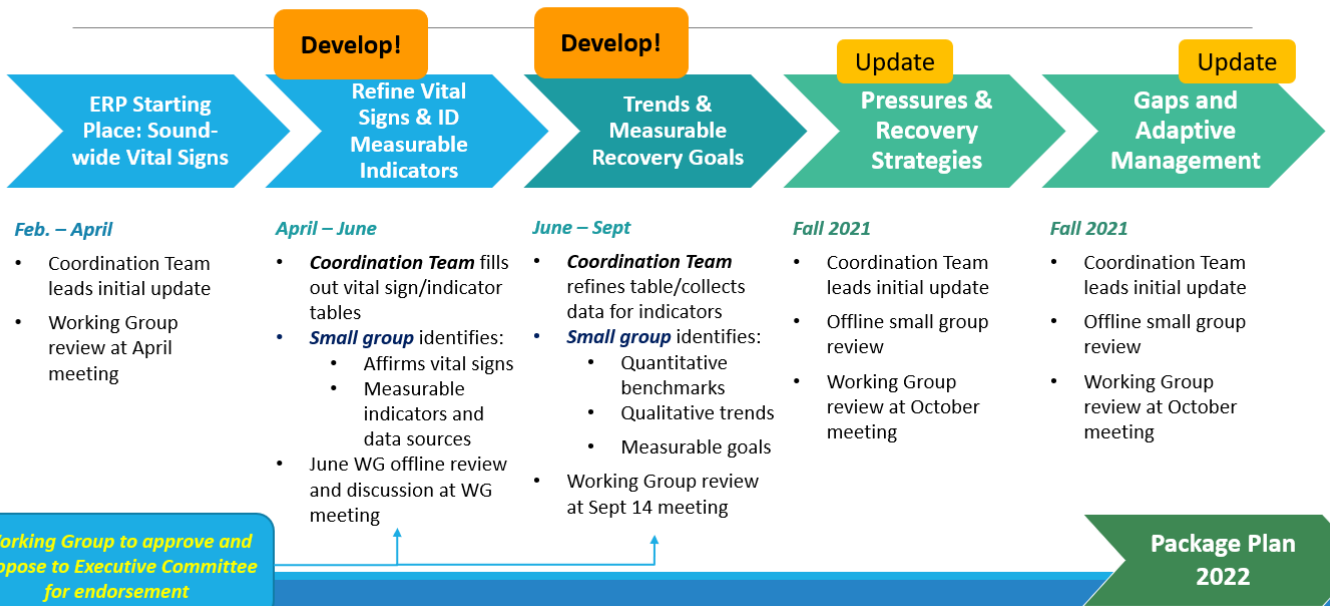 Develop!
Develop!
Update
Update
ERP Starting
Place: Sound-
wide Vital Signs
Refine Vital
Signs & ID
Measurable
Indicators
Trends &
Measurable
Recovery Goals
Pressures &
Recovery
Strategies
Gaps and
Adaptive
Management
Feb. – April
• Coordination Team
leads initial update
• Working Group
review at April
meeting
April – June
• Coordination Team fills
out vital sign/indicator
tables
• Small group identifies:
• Affirms vital signs
• Measurable
indicators and
data sources
• June WG offline review
and discussion at WG
meeting
June – Sept
• Coordination Team
refines table/collects
data for indicators
• Small group identifies:
• Quantitative
benchmarks
• Qualitative trends
• Measurable goals
• Working Group review
at Sept 14 meeting
Fall 2021
• Coordination Team
leads initial update
• Offline small group
review
• Working Group
review at October
meeting
Fall 2021
• Coordination Team
leads initial update
• Offline small group
review
• Working Group
review at October
meeting
orking Group to approve and
opose to Executive Committee
for endorsement
Package Plan
2022